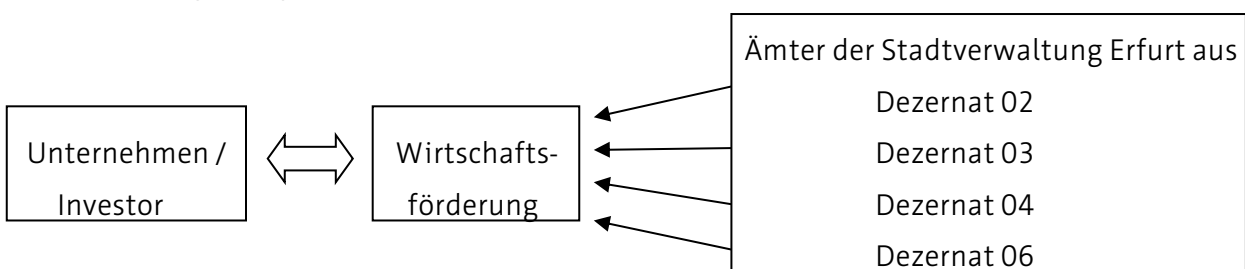 Unternehmen /
Investor
Wirtschafts-
förderung
Ämter der Stadtverwaltung Erfurt aus
Dezernat 02
Dezernat 03
Dezernat 04
Dezernat 06